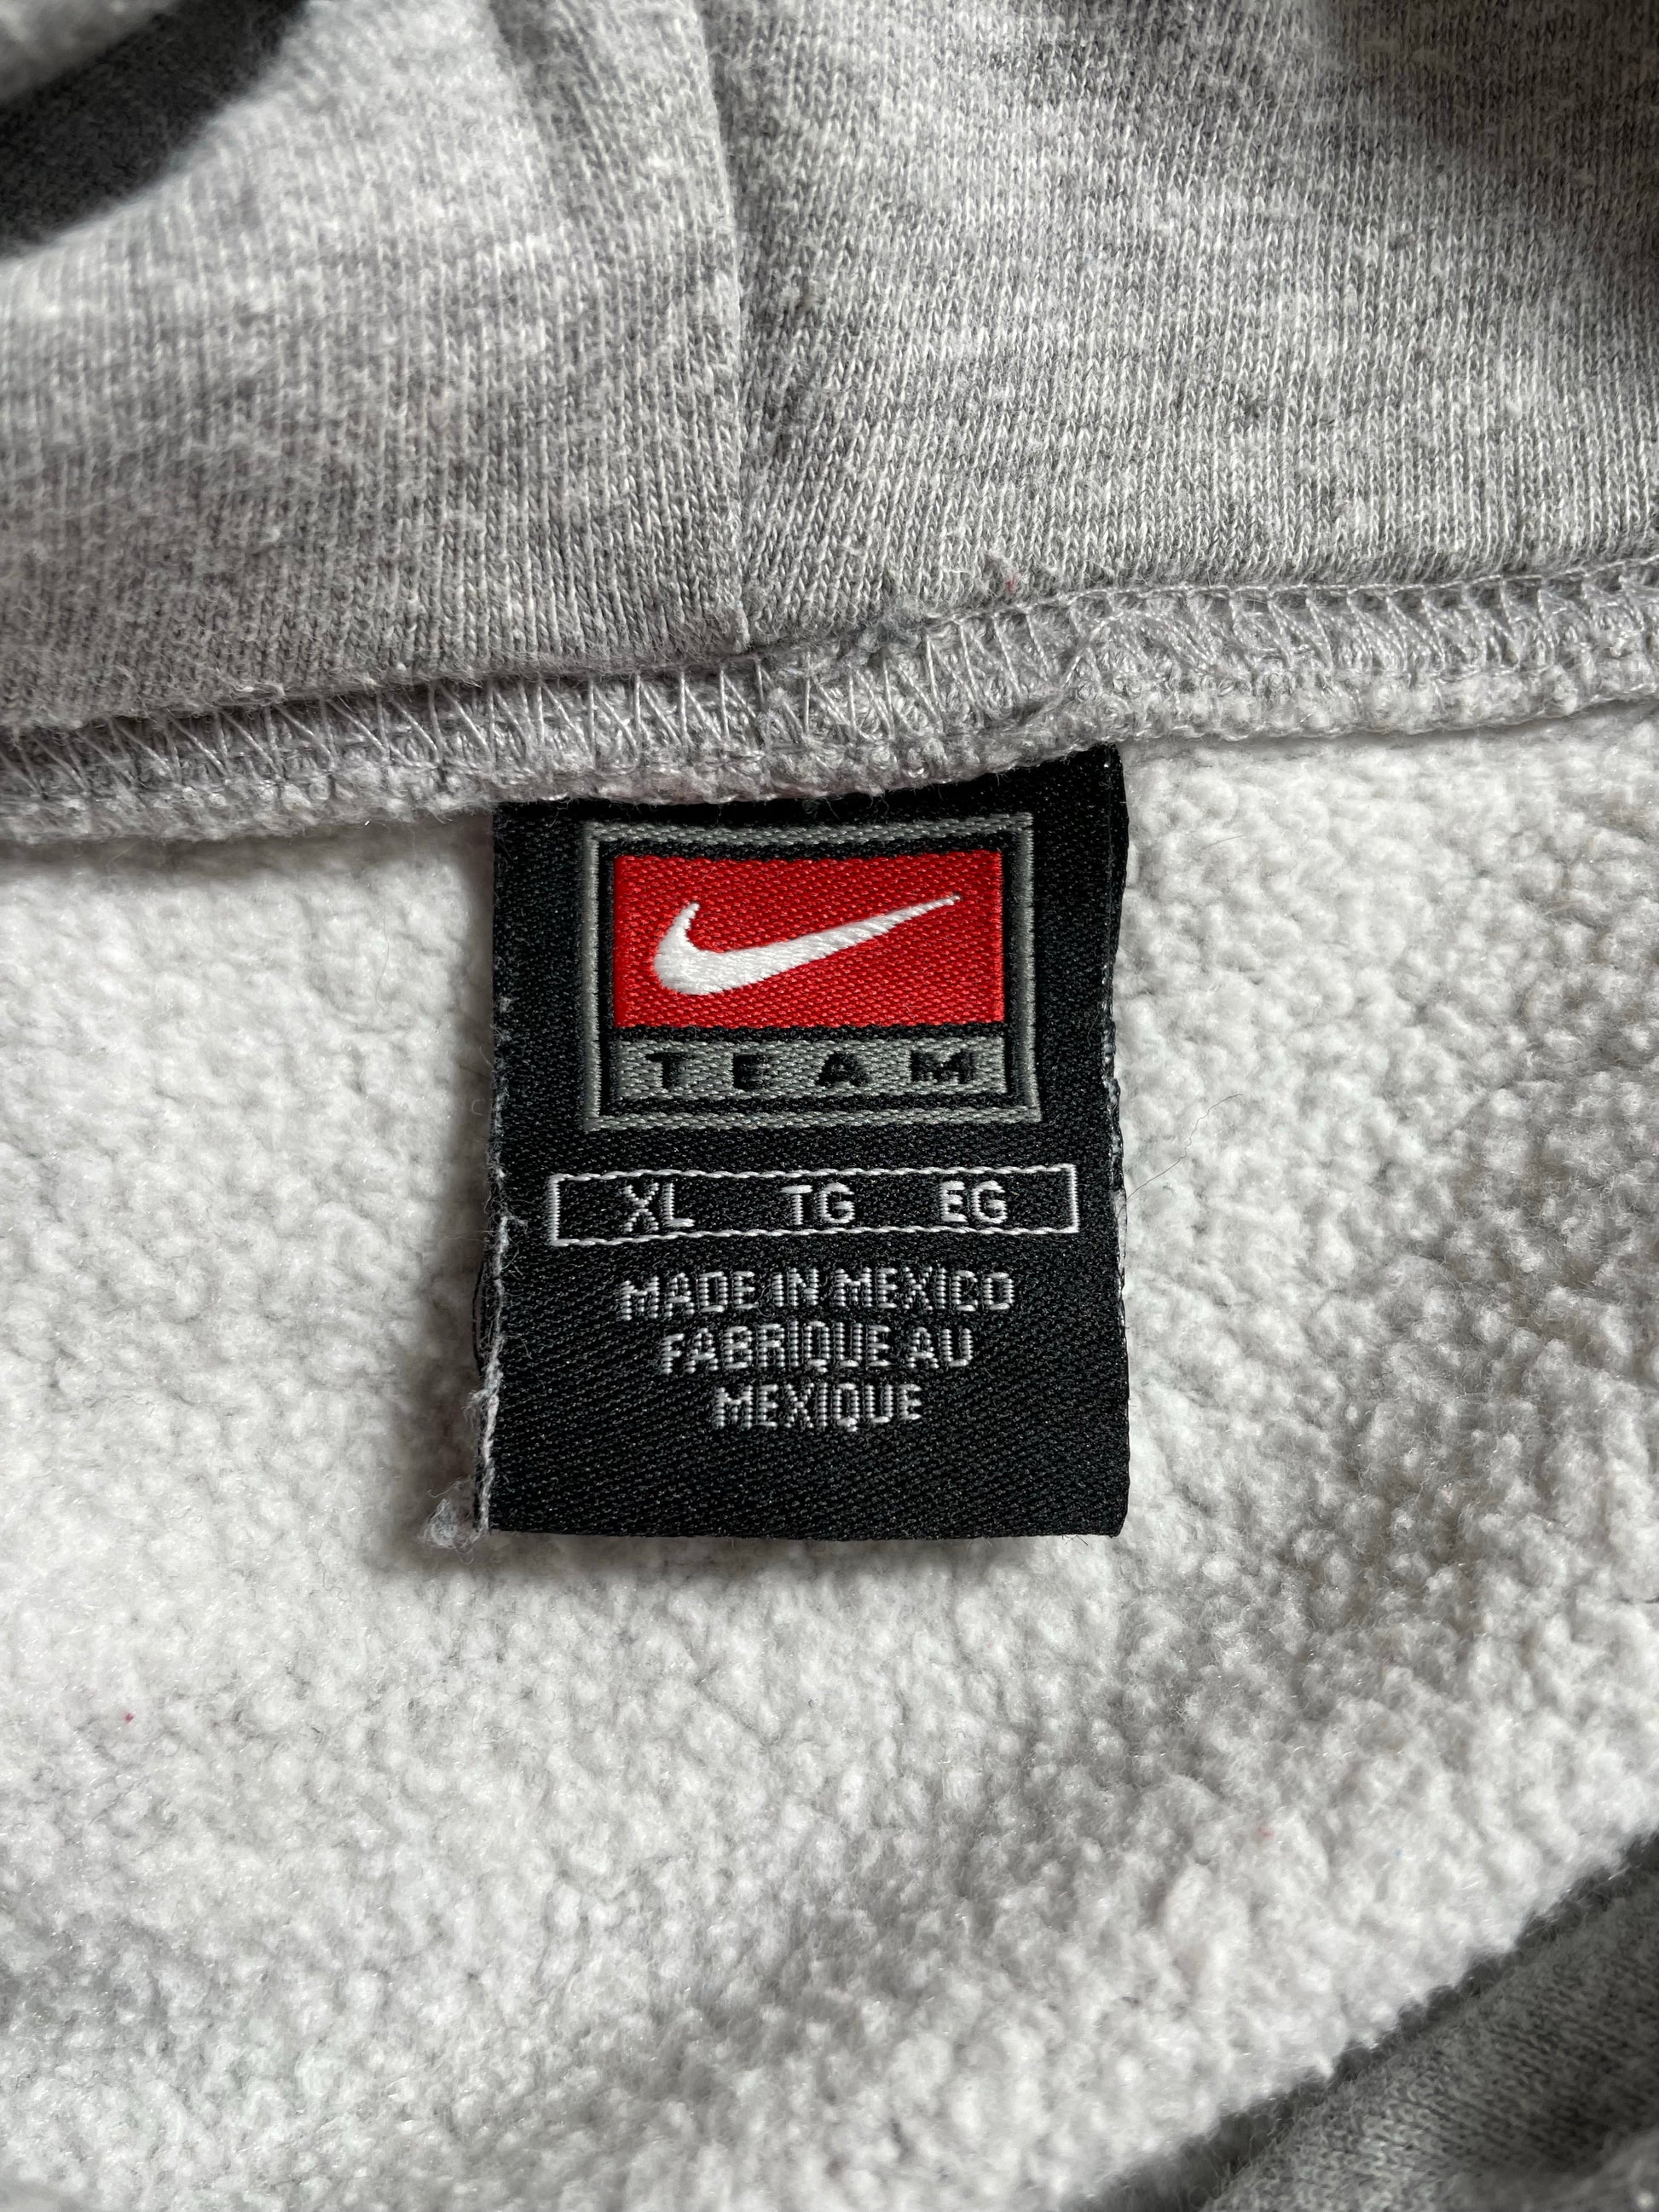 TEAM
XL TG EG
MADE IN MEXICO
FABRIQUE AU
MEXIQUE